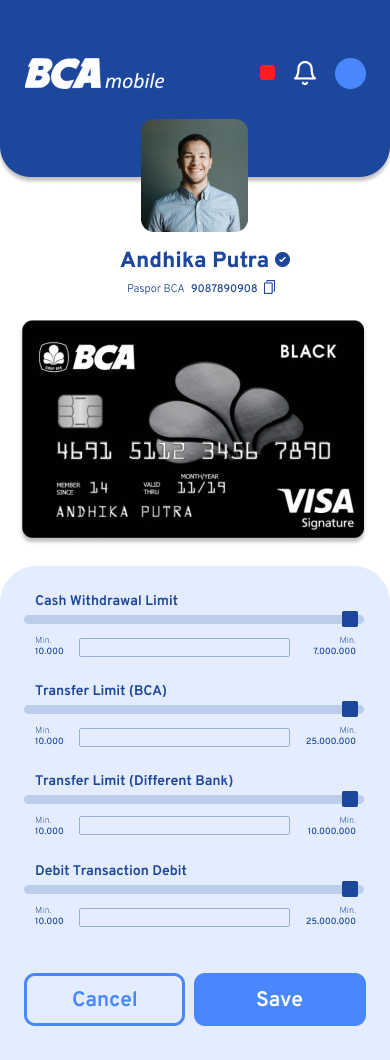 BCA mobile
Andhika Putra
Paspor BCA 9087890908
BCA BLACK
4691 5112 3456 7890
MONTH/YEAR
MEMBER SINCE 14 VALID THRU 11/19
ANDHIKA PUTRA
VISA
Signature
Cash Withdrawal Limit
Min. Min.
10.000 7.000.000
Transfer Limit (BCA)
Min. Min.
10.000 25.000.000
Transfer Limit (Different Bank)
Min. Min.
10.000 10.000.000
Debit Transaction Debit
Min. Min.
10.000 25.000.000
Cancel Save